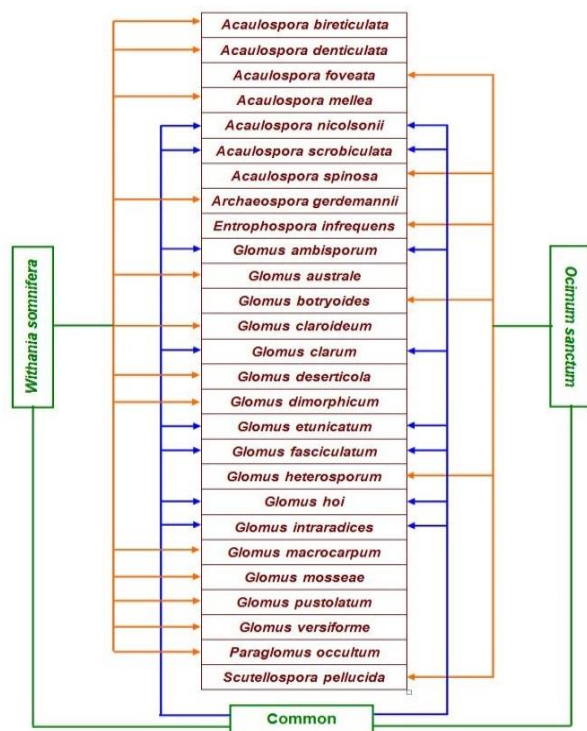 Acaulospora bireticulata
Acaulospora denticulata
Acaulospora foveata
Acaulospora mellea
Acaulospora nicolsonii
Acaulospora scrobiculata
Acaulospora spinosa
Archaeospora gerdemannii
Entrophospora infrequens
Glomus ambisporum
Glomus australe
Glomus botryoides
Glomus claroideum
Glomus clarum
Glomus deserticola
Glomus dimorphicum
Glomus etunicatum
Glomus fasciculatum
Glomus heterosporum
Glomus hoi
Glomus intraradices
Glomus macrocarpum
Glomus mosseae
Glomus pustolatum
Glomus versiforme
Paraglomus occultum
Scutellospora pellucida
Withania somnifera
Ocimum sanctum
Common